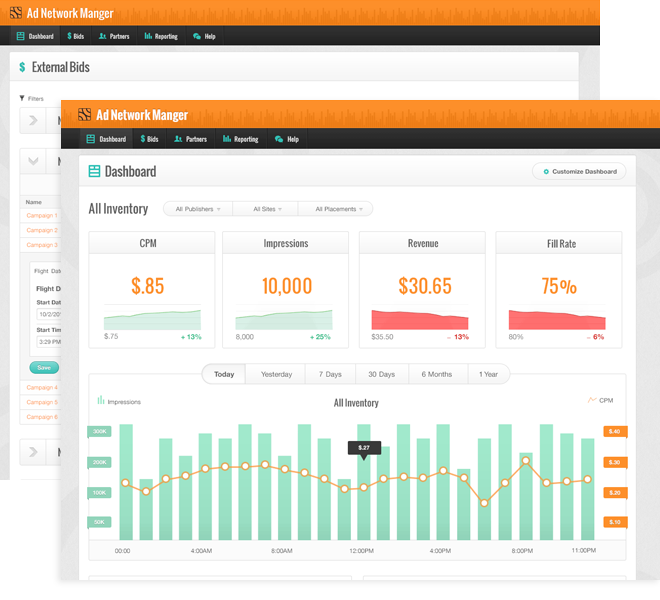 Ad Network Manger
Dashboard
$ Bids
Partners
Reporting
Help
$ External Bids
Filters
Name
Campaign 1
Campaign 2
Campaign 3
Flight
Flight D
Start Dat
10/2/20
Start Tim
3:29 PM
Save
Campaign 4
Campaign 5
Campaign 6
Ad Network Manger
Dashboard
$ Bids
Partners
Reporting
Help
Dashboard
Customize Dashboard
All Inventory
All Publishers
All Sites
All Placements
CPM
$.85
$.75
+ 13%
Impressions
10,000
8,000
+ 25%
Revenue
$30.65
$35.50
- 13%
Fill Rate
75%
80%
- 6%
Today
Yesterday
7 Days
30 Days
6 Months
1 Year
Impressions
All Inventory
CPM
300K
200K
100K
50K
$.27
$.40
$.30
$.20
$.10
00:00
4:00AM
8:00AM
12:00PM
4:00PM
8:00PM
11:00PM